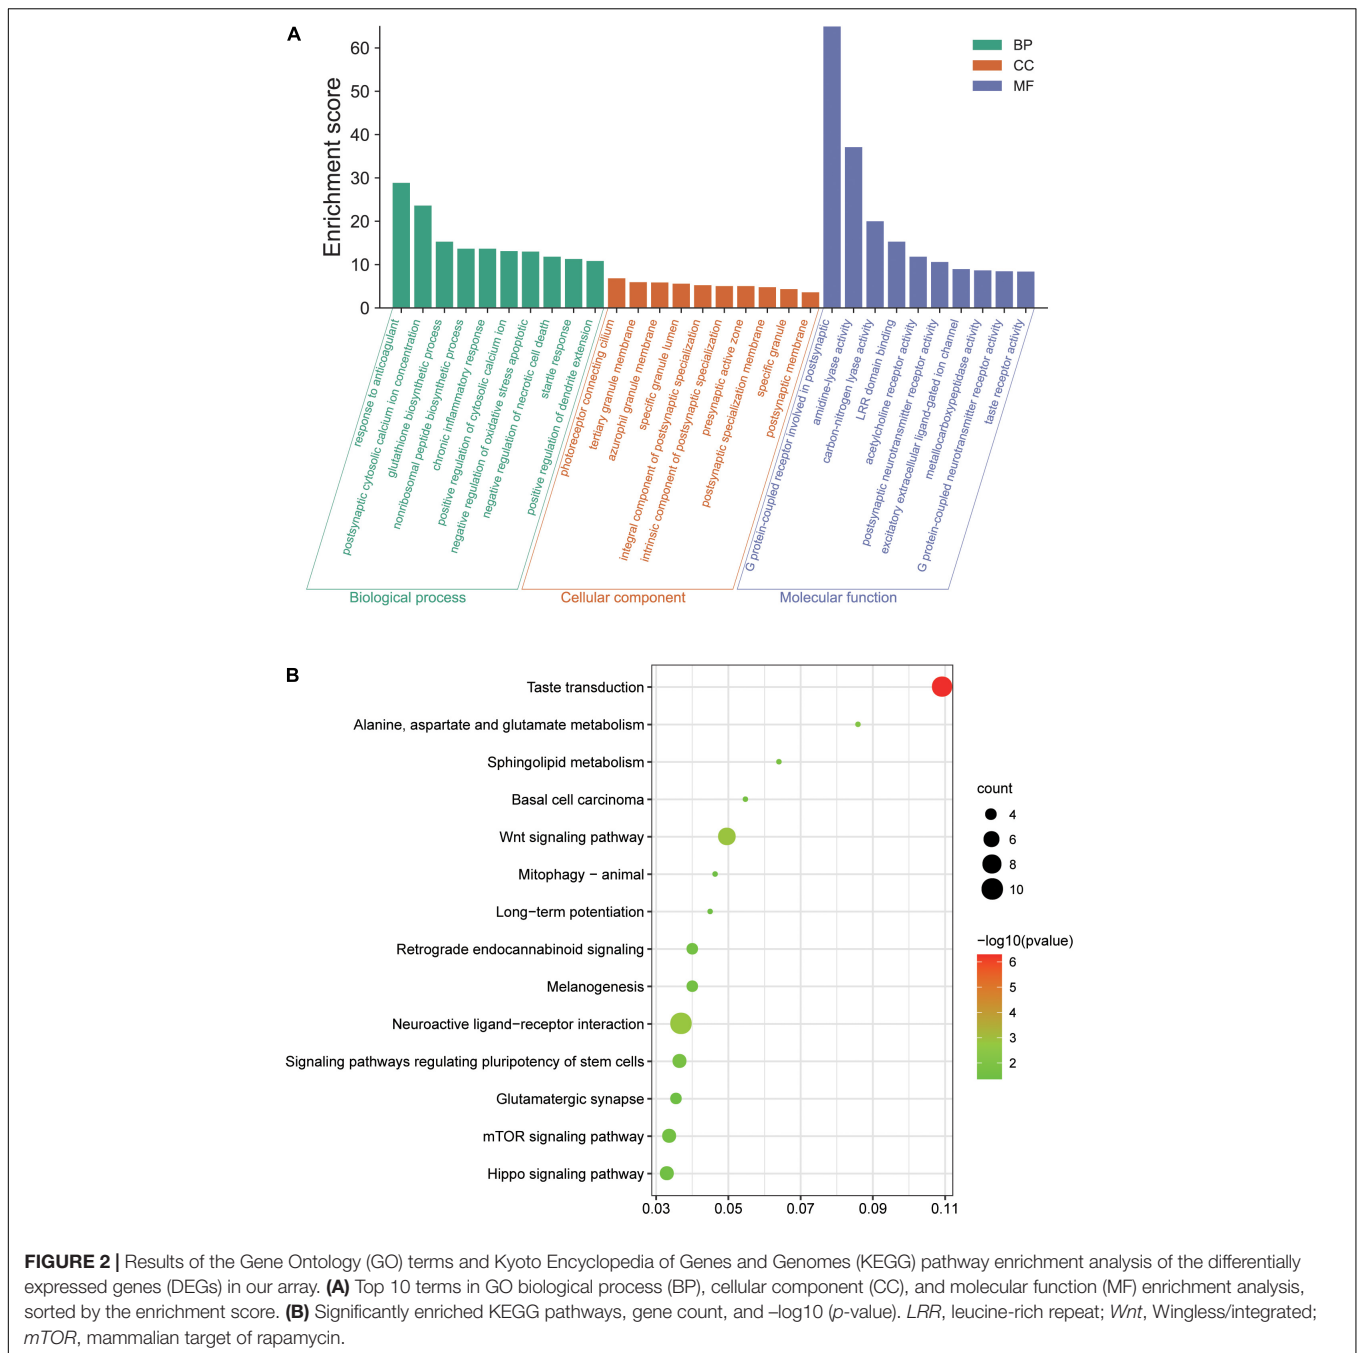 A
Enrichment score
60
50
40
30
20
10
0
BP
CC
MF
response to anticoagulant
postsynaptic cytosolic calcium ion concentration
glutathione biosynthetic process
nonribosomal peptide biosynthetic process
chronic inflammatory response
positive regulation of cytosolic calcium ion
negative regulation of oxidative stress apoptotic
negative regulation of necrotic cell death
startle response
positive regulation of dendrite extension
photoreceptor connecting cilium
tertiary granule membrane
azurophil granule membrane
specific granule lumen
integral component of postsynaptic specialization
intrinsic component of postsynaptic specialization
presynaptic active zone
postsynaptic specialization membrane
specific granule
postsynaptic membrane
G protein-coupled receptor involved in postsynaptic
amidine-lyase activity
carbon-nitrogen lyase activity
LRR domain binding
acetylcholine receptor activity
postsynaptic neurotransmitter receptor activity
excitatory extracellular ligand-gated ion channel
metallocarboxypeptidase activity
G protein-coupled neurotransmitter receptor activity
taste receptor activity
Biological process
Cellular component
Molecular function
B
Taste transduction
Alanine, aspartate and glutamate metabolism
Sphingolipid metabolism
Basal cell carcinoma
Wnt signaling pathway
Mitophagy − animal
Long−term potentiation
Retrograde endocannabinoid signaling
Melanogenesis
Neuroactive ligand−receptor interaction
Signaling pathways regulating pluripotency of stem cells
Glutamatergic synapse
mTOR signaling pathway
Hippo signaling pathway
0.03 0.05 0.07 0.09 0.11
count
4
6
8
10
−log10(pvalue)
6
5
4
3
2
FIGURE 2 | Results of the Gene Ontology (GO) terms and Kyoto Encyclopedia of Genes and Genomes (KEGG) pathway enrichment analysis of the differentially
expressed genes (DEGs) in our array. (A) Top 10 terms in GO biological process (BP), cellular component (CC), and molecular function (MF) enrichment analysis,
sorted by the enrichment score. (B) Significantly enriched KEGG pathways, gene count, and –log10 (p-value). LRR, leucine-rich repeat; Wnt, Wingless/integrated;
mTOR, mammalian target of rapamycin.